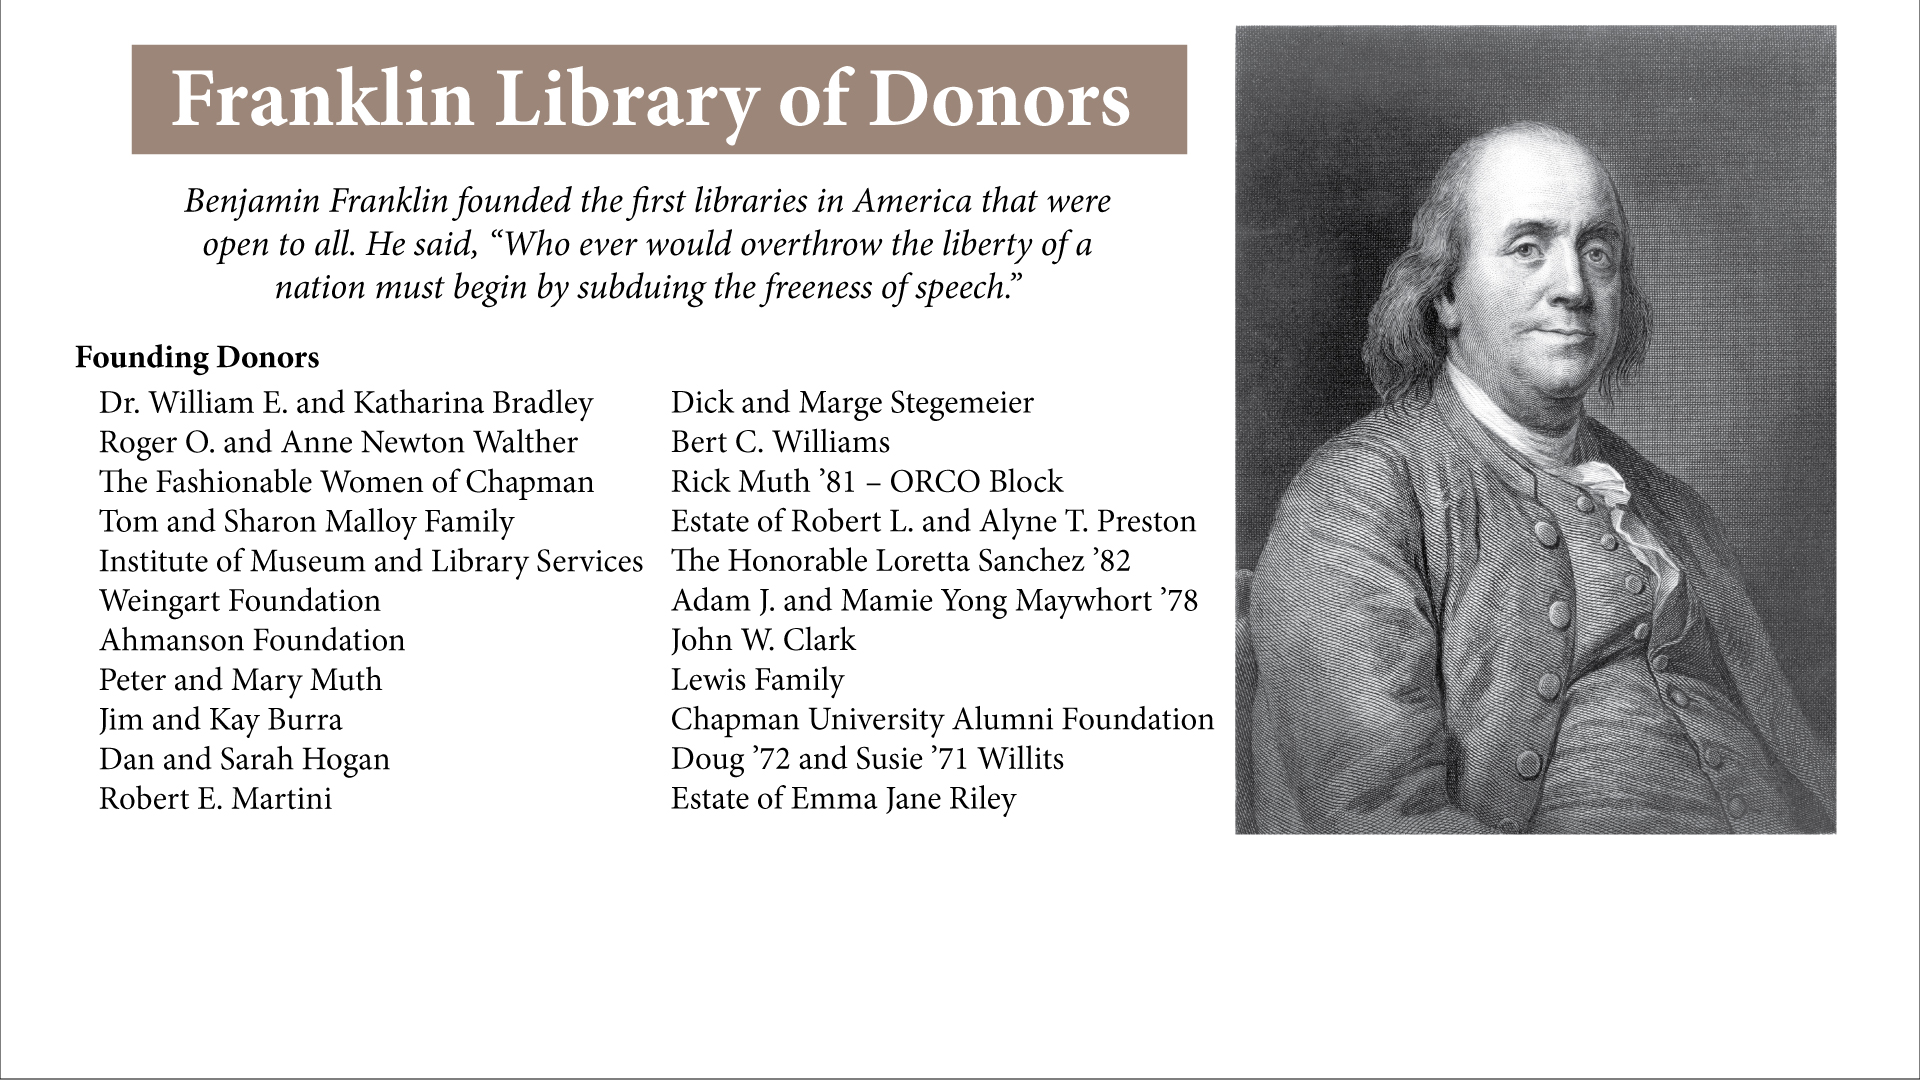 Franklin Library of Donors
Benjamin Franklin founded the first libraries in America that were
open to all. He said, “Who ever would overthrow the liberty of a
nation must begin by subduing the freeness of speech.”
Founding Donors
Dr. William E. and Katharina Bradley
Roger O. and Anne Newton Walther
The Fashionable Women of Chapman
Tom and Sharon Malloy Family
Institute of Museum and Library Services
Weingart Foundation
Ahmanson Foundation
Peter and Mary Muth
Jim and Kay Burra
Dan and Sarah Hogan
Robert E. Martini
Dick and Marge Stegemeier
Bert C. Williams
Rick Muth ’81 – ORCO Block
Estate of Robert L. and Alyne T. Preston
The Honorable Loretta Sanchez ’82
Adam J. and Mamie Yong Maywhort ’78
John W. Clark
Lewis Family
Chapman University Alumni Foundation
Doug ’72 and Susie ’71 Willits
Estate of Emma Jane Riley